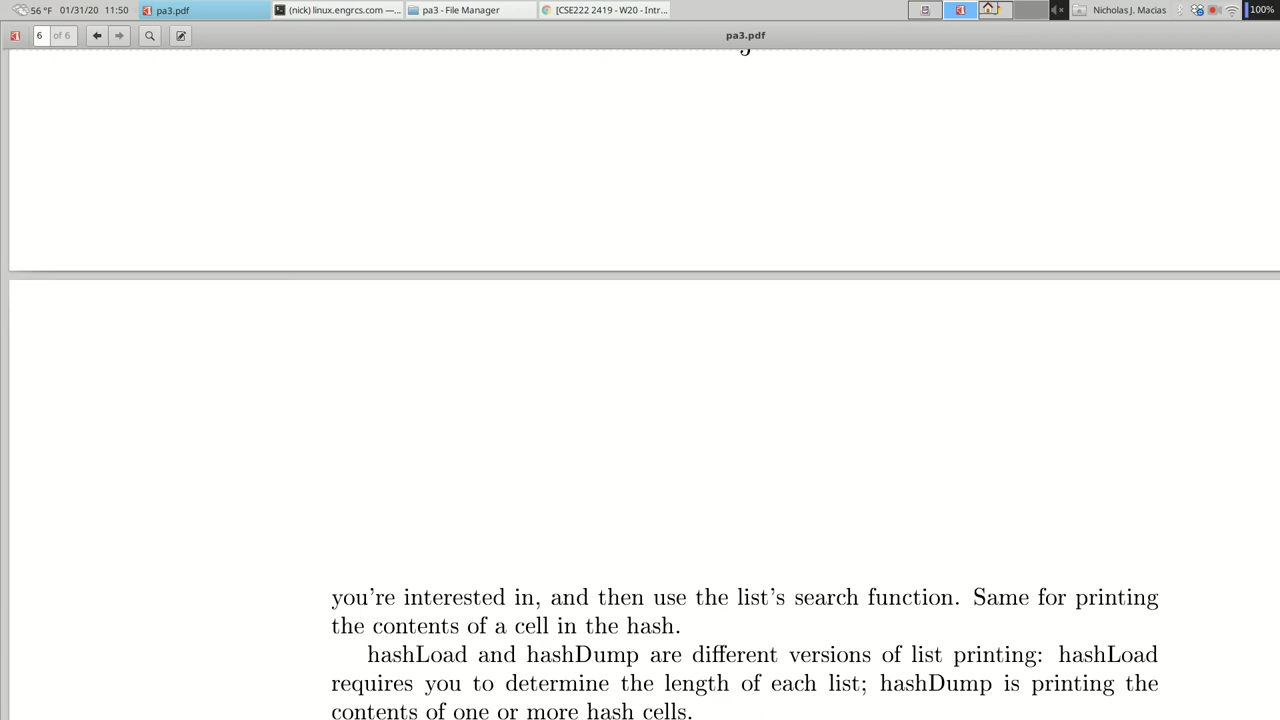 56 °F 01/31/20 11:50 pa3.pdf (nick) linux.engrcs.com —... pa3 - File Manager [CSE222 2419 - W20 - Intr... Nicholas J. Macias 100%
6 of 6 pa3.pdf
you're interested in, and then use the list's search function. Same for printing
the contents of a cell in the hash.
hashLoad and hashDump are different versions of list printing: hashLoad
requires you to determine the length of each list; hashDump is printing the
contents of one or more hash cells.